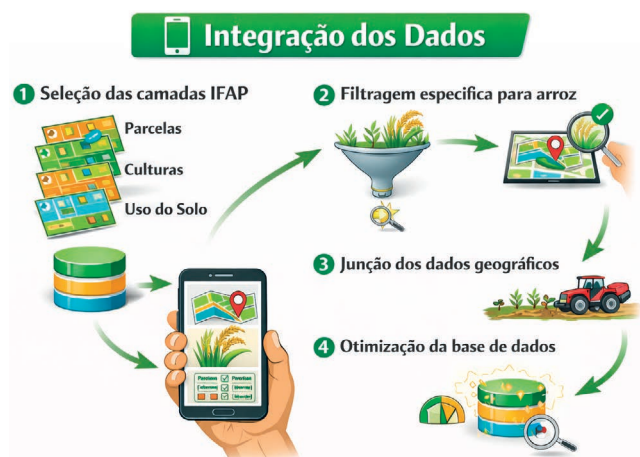 Integração dos Dados
1 Seleção das camadas IFAP
Parcelas
Culturas
Uso do Solo
2 Filtragem especifica para arroz
3 Junção dos dados geográficos
4 Otimização da base de dados